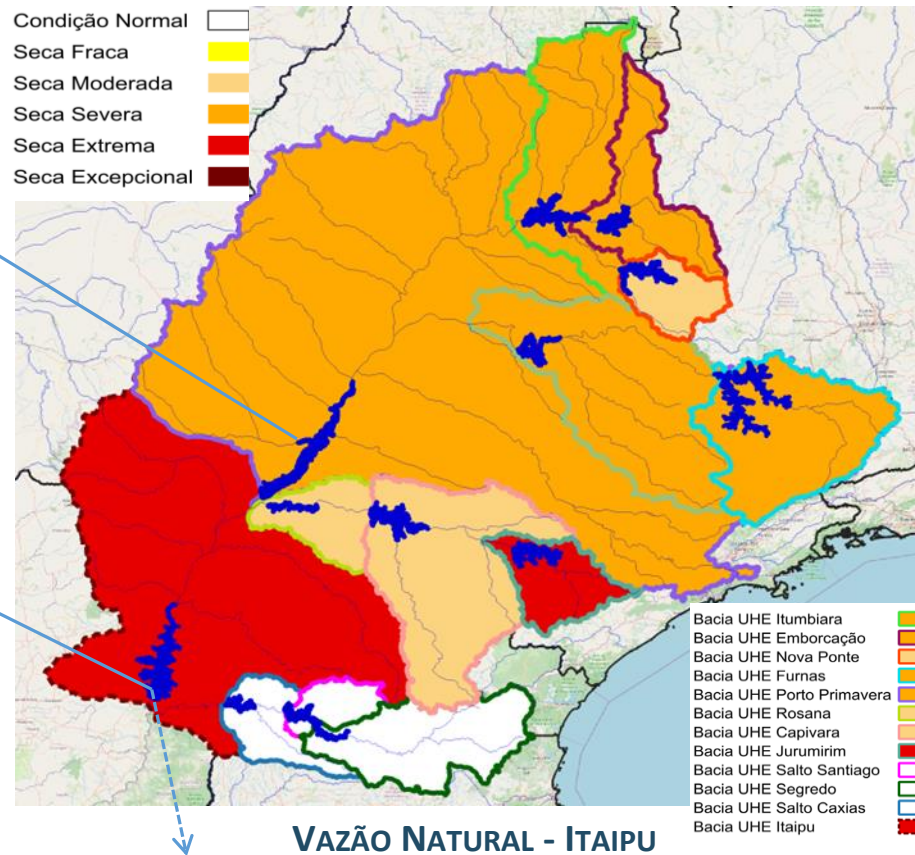 Condição Normal
Seca Fraca
Seca Moderada
Seca Severa
Seca Extrema
Seca Excepcional
Bacia UHE Itumbiara
Bacia UHE Emborcação
Bacia UHE Nova Ponte
Bacia UHE Furnas
Bacia UHE Porto Primavera
Bacia UHE Rosana
Bacia UHE Capivara
Bacia UHE Jurumirim
Bacia UHE Salto Santiago
Bacia UHE Segredo
Bacia UHE Salto Caxias
Bacia UHE Itaipu
VAZÃO NATURAL - ITAIPU